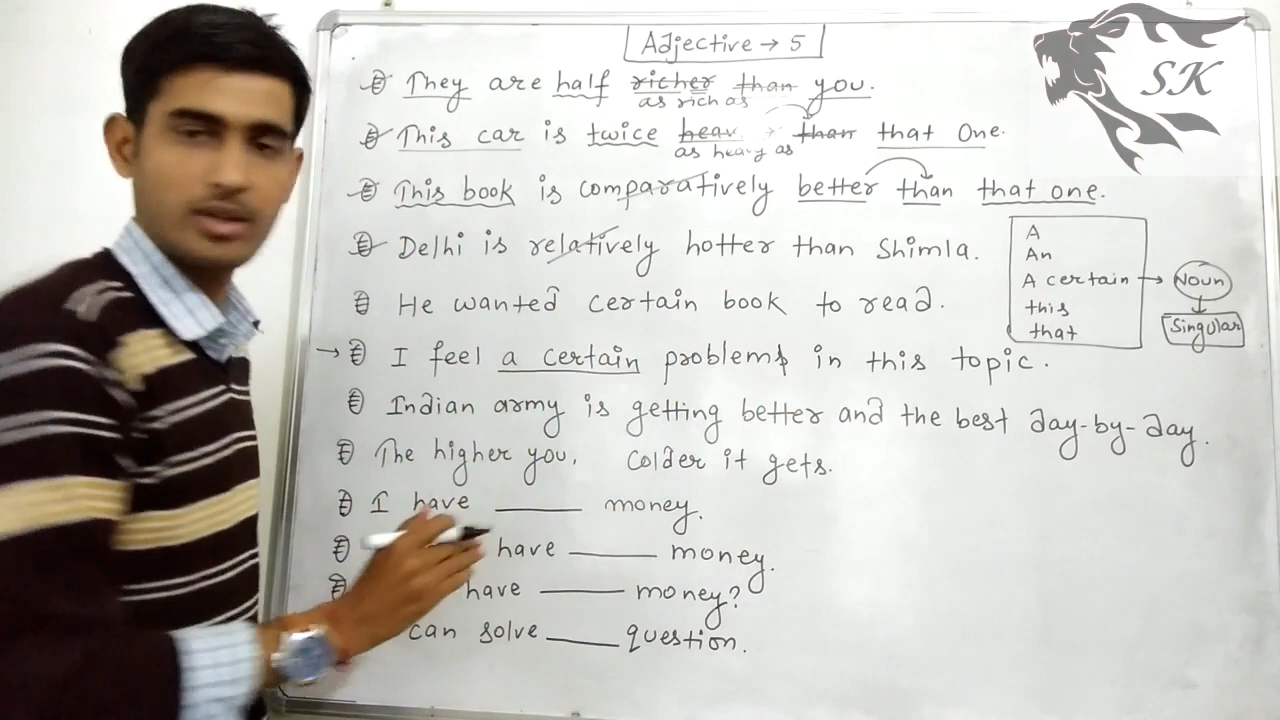 Adjective → 5
They are half richer than you.
as rich as
This car is twice heav than that One.
as heavy as
This book is comparatively better than that one.
Delhi is relatively hotter than Shimla.
He wanted certain book to read.
→ I feel a certain problems in this topic.
Indian army is getting better and the best day-by-day.
The higher you, Colder it gets.
I have ______ money.
have ______ money.
have ______ money?
can solve ______ question.
A
An
A certain → Noun
this
that
Singular
SK